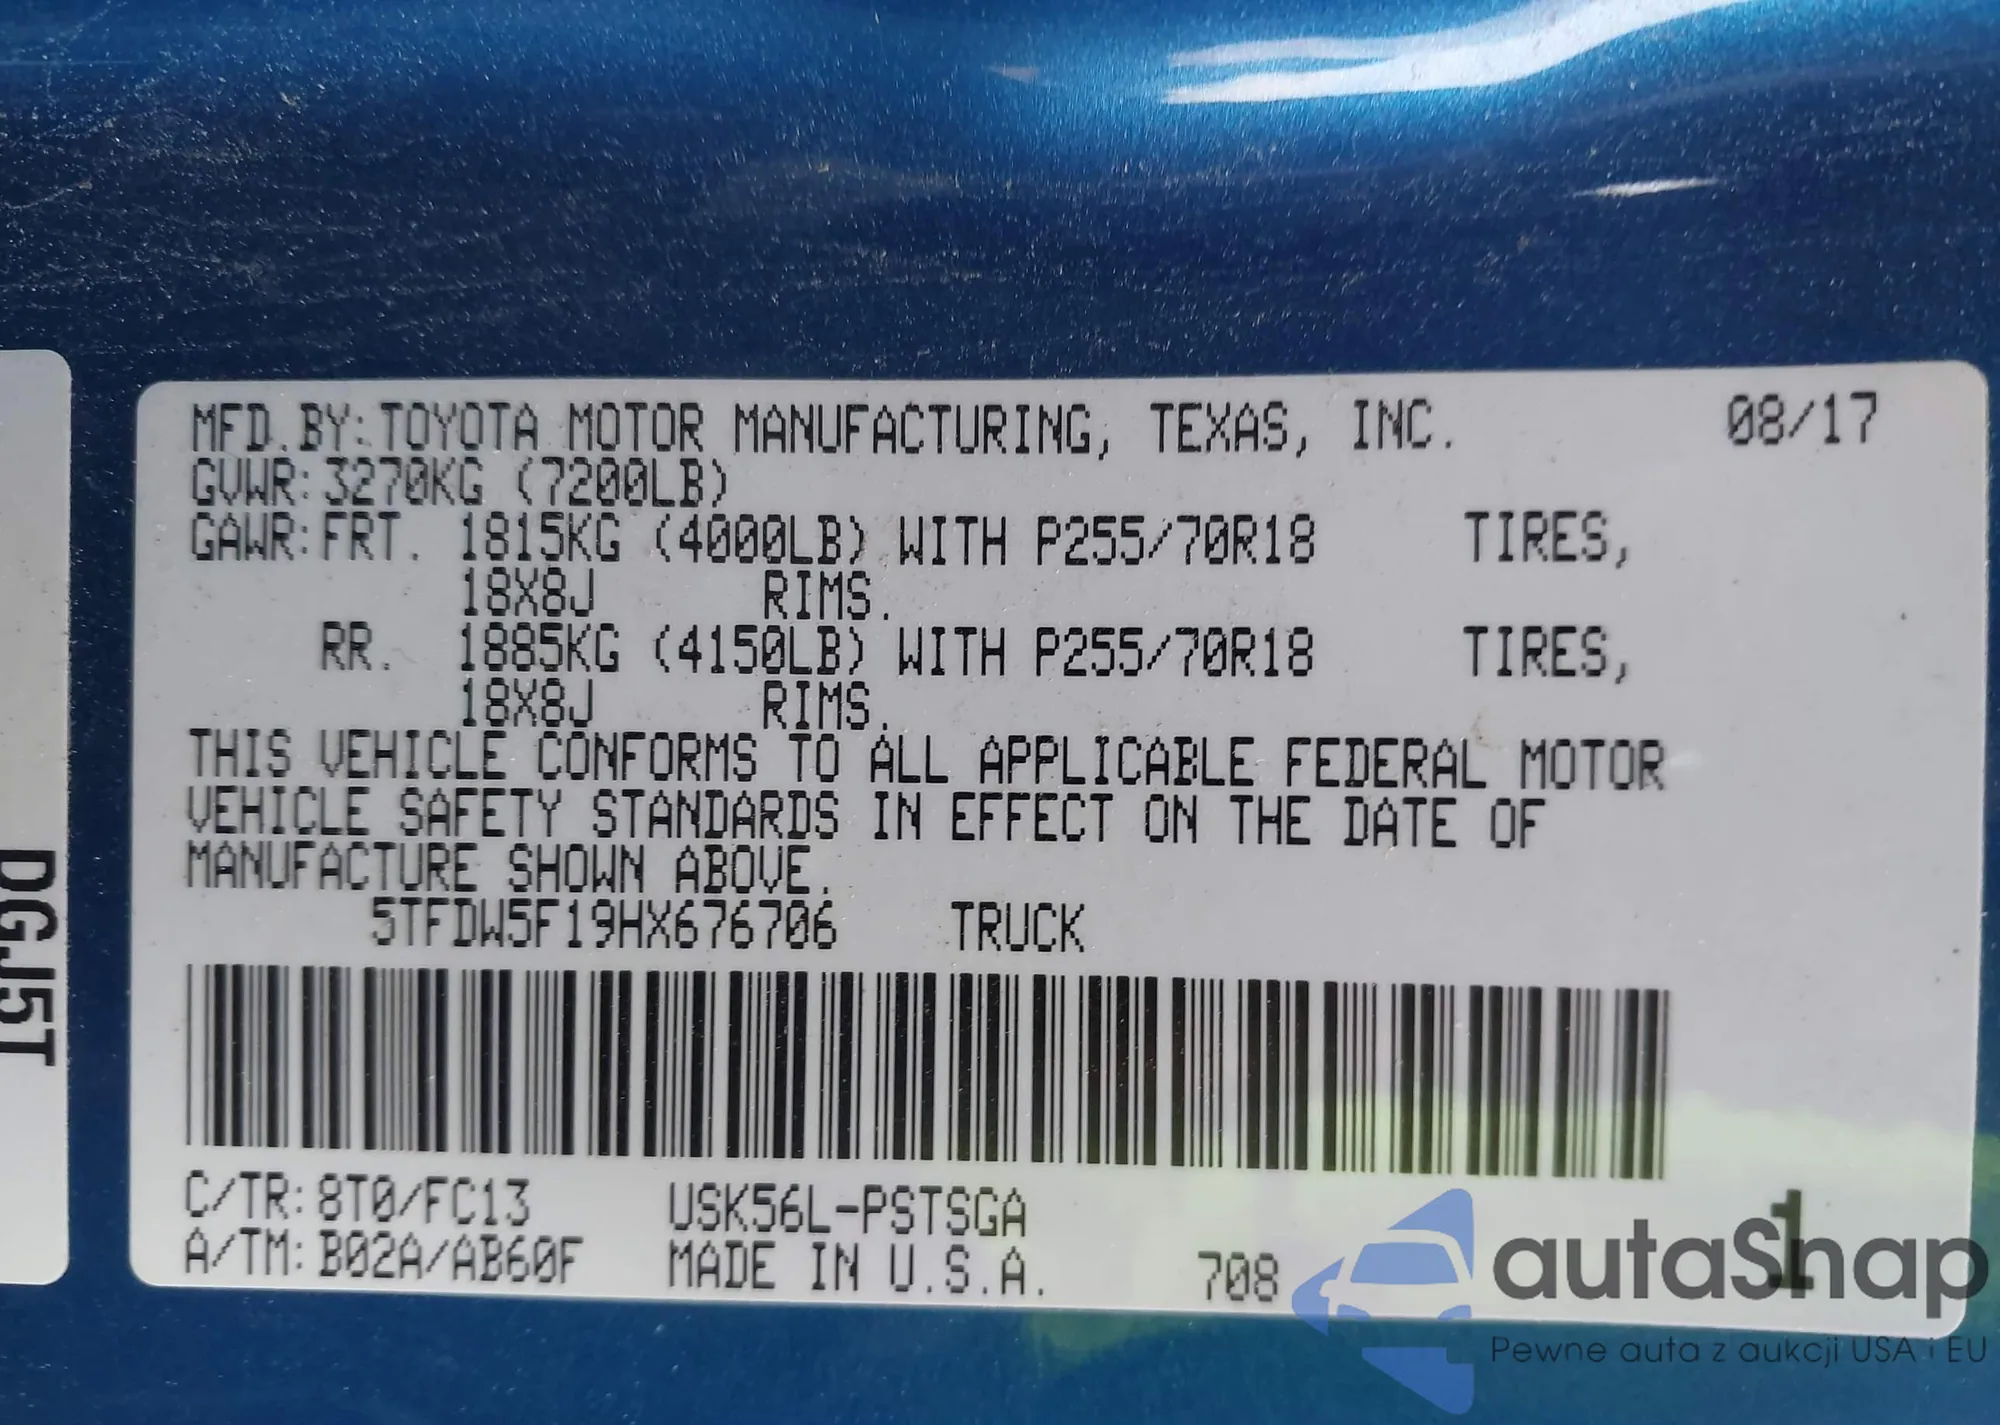 MFD.BY:TOYOTA MOTOR MANUFACTURING, TEXAS, INC. 08/17
GVWR:3270KG (7200LB)
GAWR:FRT. 1815KG (4000LB) WITH P255/70R18 TIRES,
18X8J RIMS.
RR. 1885KG (4150LB) WITH P255/70R18 TIRES,
18X8J RIMS.
THIS VEHICLE CONFORMS TO ALL APPLICABLE FEDERAL MOTOR
VEHICLE SAFETY STANDARDS IN EFFECT ON THE DATE OF
MANUFACTURE SHOWN ABOVE.
5TFDW5F19HX676706 TRUCK
C/TR:8T0/FC13 USK56L-PSTSGA
A/TM:B02A/AB60F MADE IN U.S.A. 708 1
DGJ5T
autaSnap
Pewne auta z aukcji USA i EU